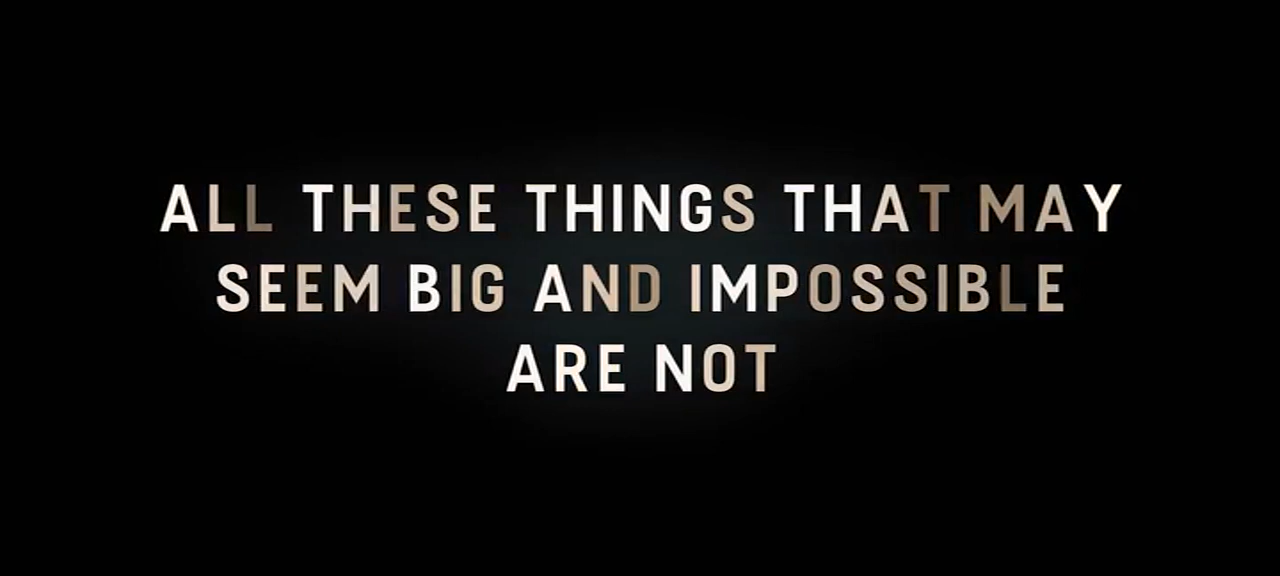 ALL THESE THINGS THAT MAY
SEEM BIG AND IMPOSSIBLE
ARE NOT